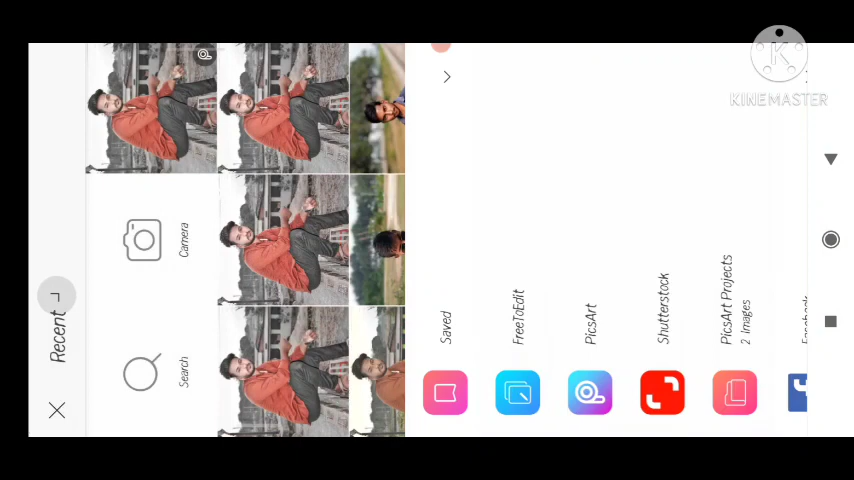 KINEMASTER
Recent
Search
Camera
Saved
FreeToEdit
PicsArt
Shutterstock
PicsArt Projects
2 Images